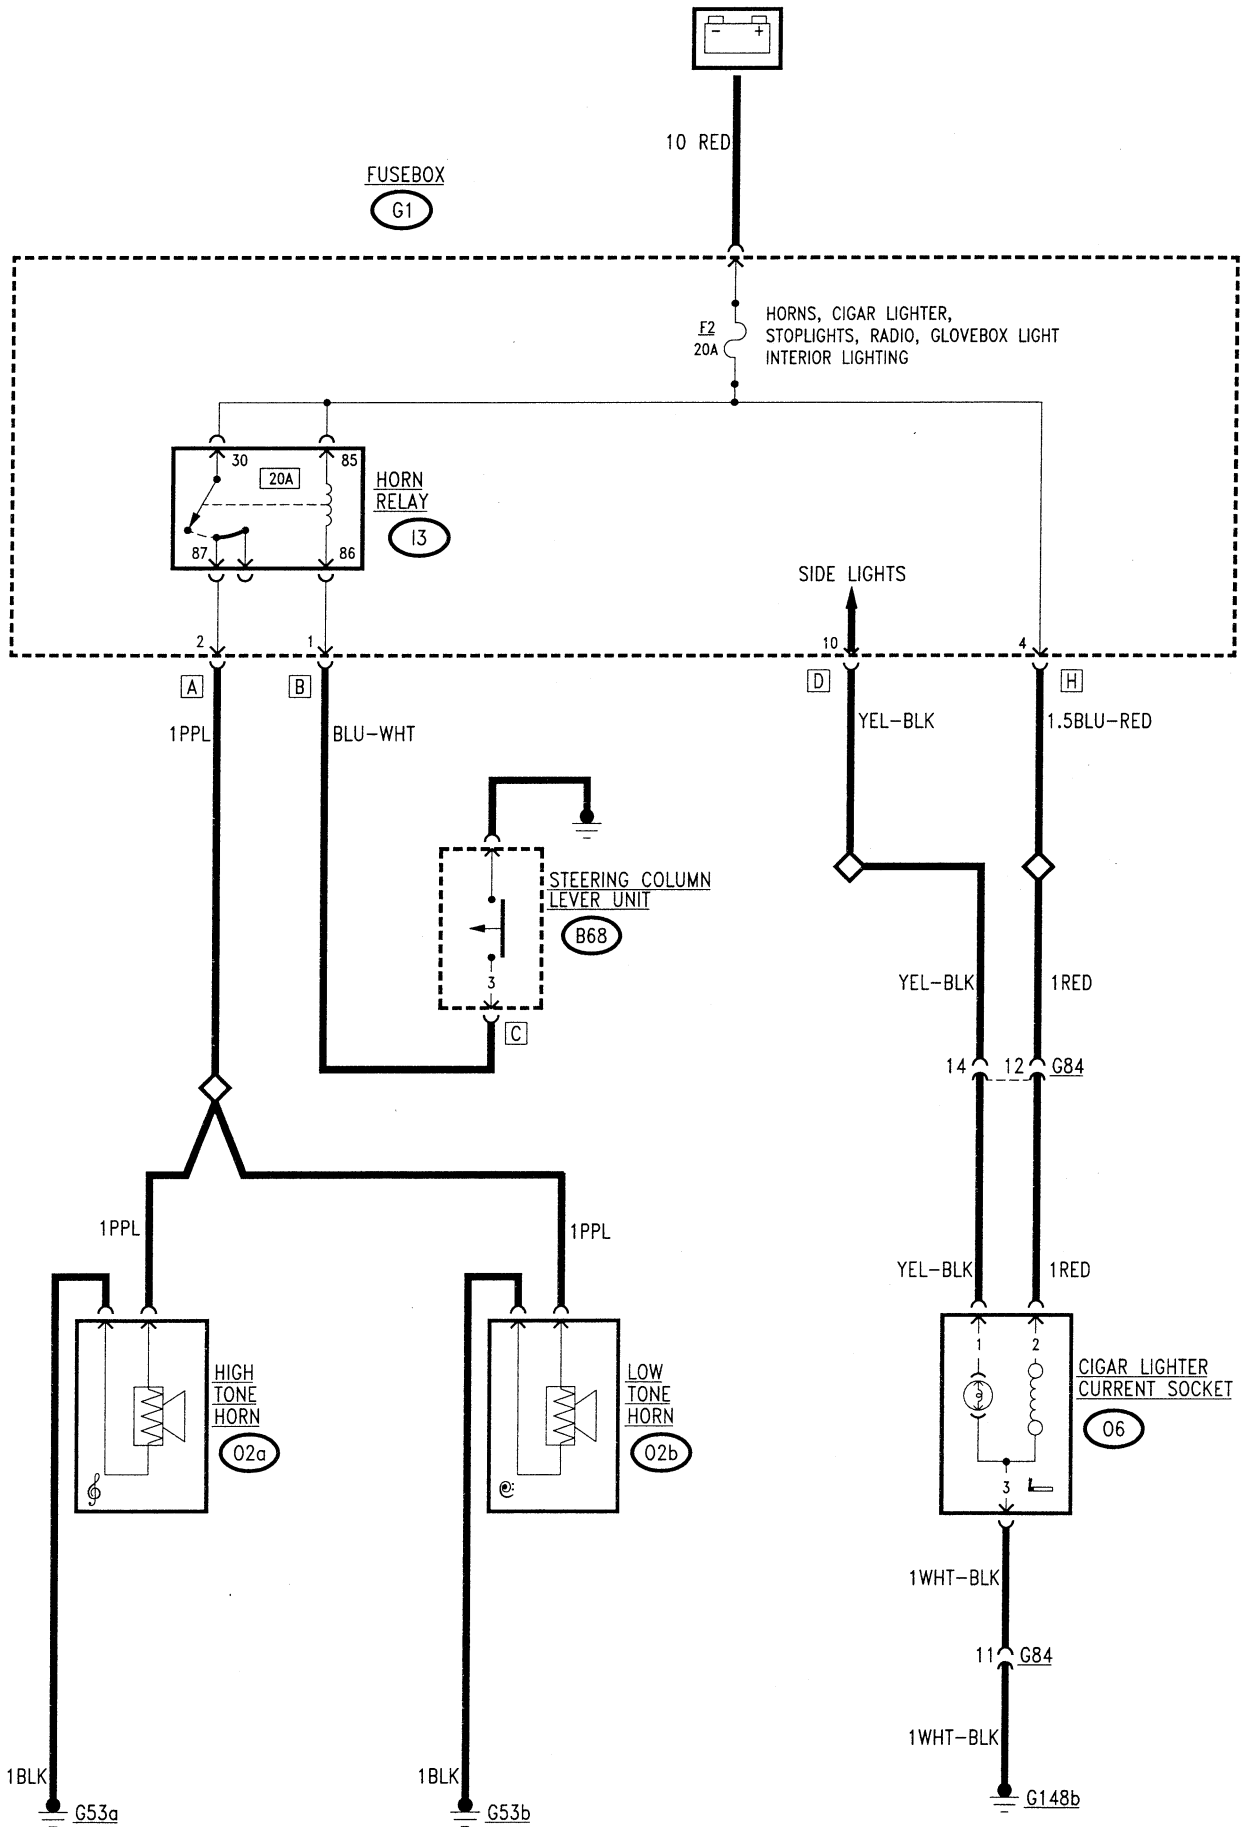 - +
10 RED
FUSEBOX
G1
F2
20A
HORNS, CIGAR LIGHTER,
STOPLIGHTS, RADIO, GLOVEBOX LIGHT
INTERIOR LIGHTING
30
85
20A
HORN
RELAY
I3
87
86
SIDE LIGHTS
2
1
10
4
A
B
D
H
1PPL
BLU-WHT
YEL-BLK
1.5BLU-RED
STEERING COLUMN
LEVER UNIT
B68
3
C
YEL-BLK
1RED
14
12
G84
1PPL
1PPL
YEL-BLK
1RED
HIGH
TONE
HORN
02a
LOW
TONE
HORN
02b
1
2
CIGAR LIGHTER
CURRENT SOCKET
06
3
1WHT-BLK
11
G84
1WHT-BLK
1BLK
G53a
1BLK
G53b
G148b